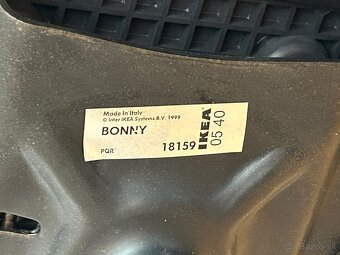 Made in Italy
© Inter IKEA Systems B.V. 1999
BONNY
PQR 18159
IKEA
05 40